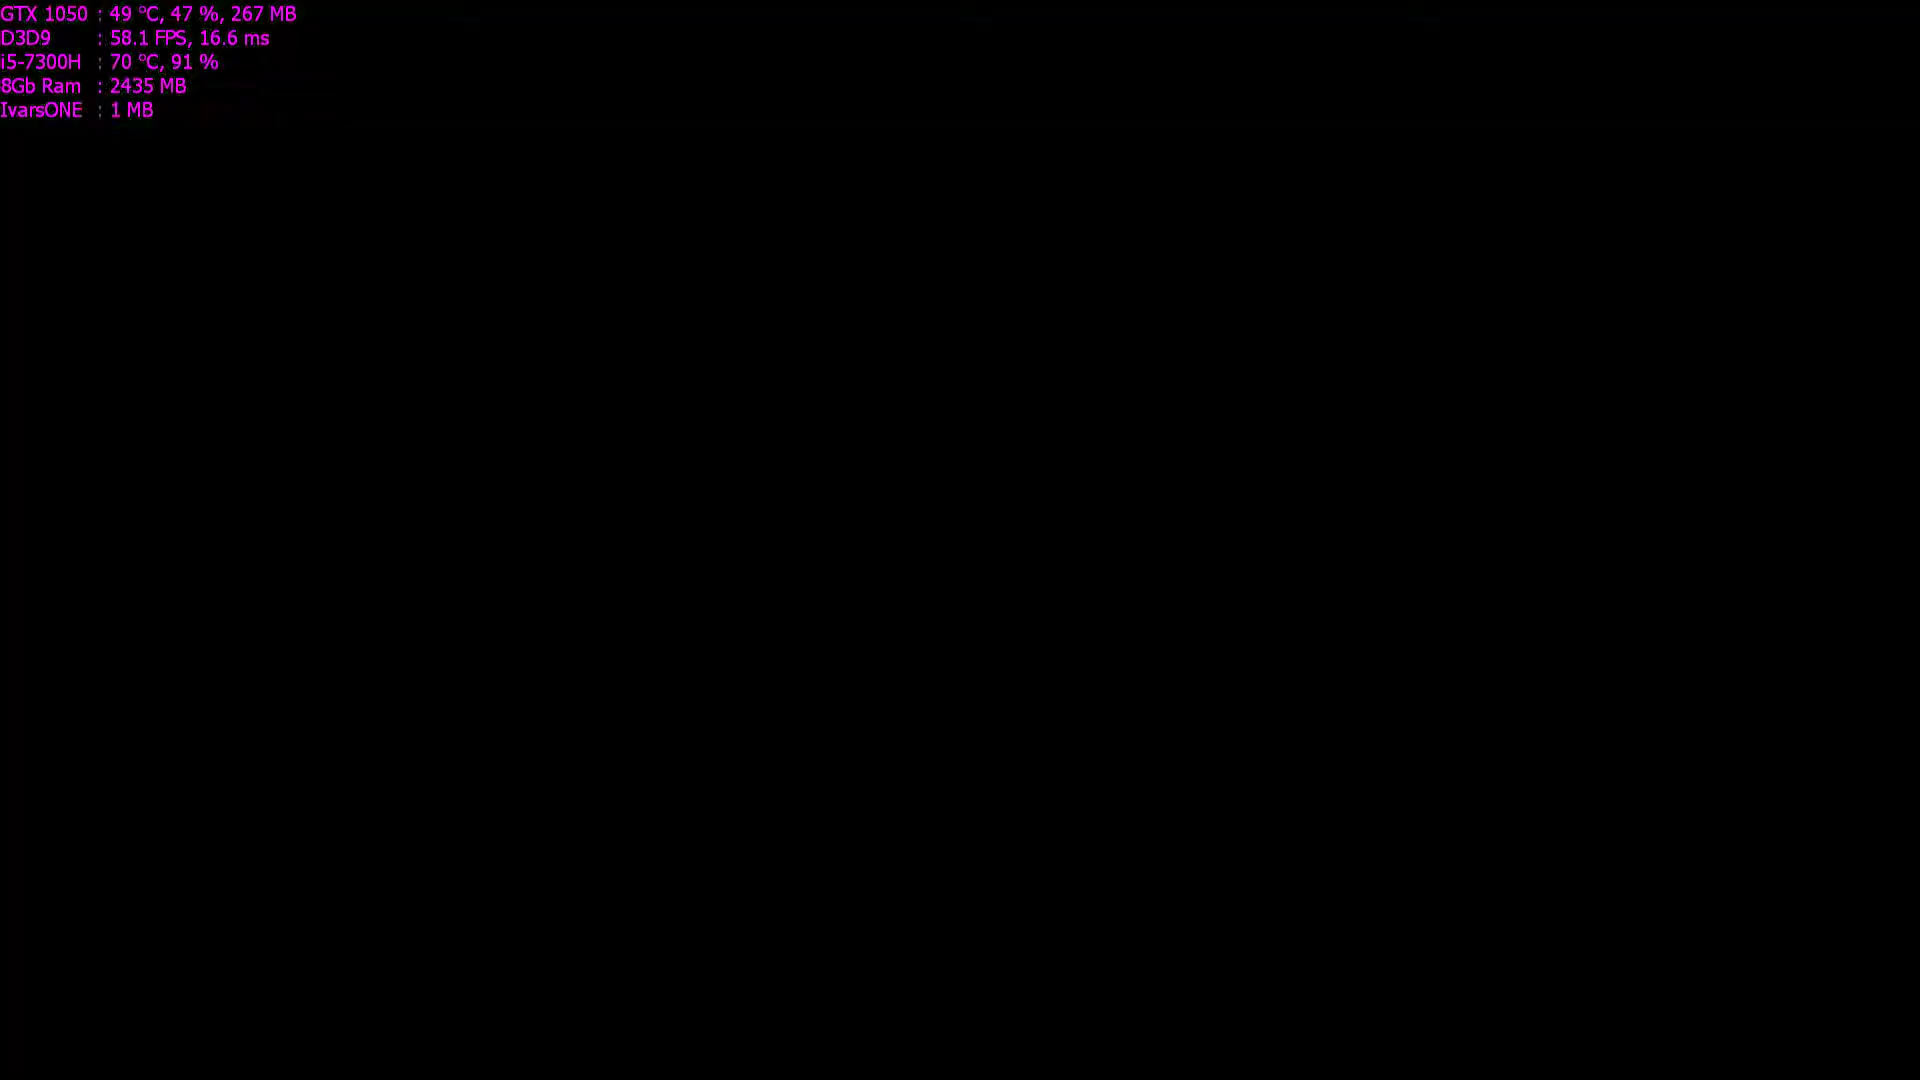 GTX 1050 : 49 °C, 47 %, 267 MB
D3D9 : 58.1 FPS, 16.6 ms
i5-7300H : 70 °C, 91 %
8Gb Ram : 2435 MB
IvarsONE : 1 MB